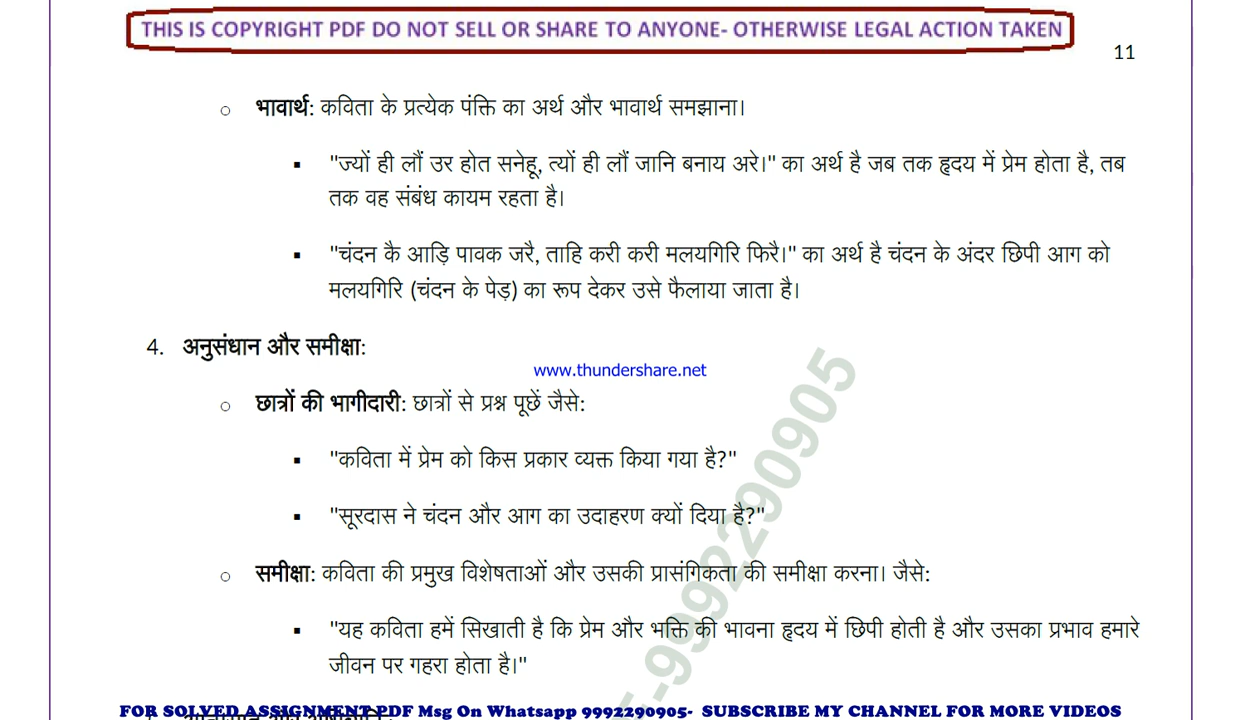 THIS IS COPYRIGHT PDF DO NOT SELL OR SHARE TO ANYONE- OTHERWISE LEGAL ACTION TAKEN
11
○ भावार्थ: कविता के प्रत्येक पंक्ति का अर्थ और भावार्थ समझाना।
▪ "ज्यों ही लौं उर होत सनेहू, त्यों ही लौं जानि बनाय अरे।" का अर्थ है जब तक हृदय में प्रेम होता है, तब
तक वह संबंध कायम रहता है।
▪ "चंदन कै आड़ि पावक जरै, ताहि करी करी मलयगिरि फिरै।" का अर्थ है चंदन के अंदर छिपी आग को
मलयगिरि (चंदन के पेड़) का रूप देकर उसे फैलाया जाता है।
4. अनुसंधान और समीक्षा:
www.thundershare.net
○ छात्रों की भागीदारी: छात्रों से प्रश्न पूछें जैसे:
▪ "कविता में प्रेम को किस प्रकार व्यक्त किया गया है?"
▪ "सूरदास ने चंदन और आग का उदाहरण क्यों दिया है?"
○ समीक्षा: कविता की प्रमुख विशेषताओं और उसकी प्रासंगिकता की समीक्षा करना। जैसे:
▪ "यह कविता हमें सिखाती है कि प्रेम और भक्ति की भावना हृदय में छिपी होती है और उसका प्रभाव हमारे
जीवन पर गहरा होता है।"
-9992290905
FOR SOLVED ASSIGNMENT PDF Msg On Whatsapp 9992290905- SUBSCRIBE MY CHANNEL FOR MORE VIDEOS